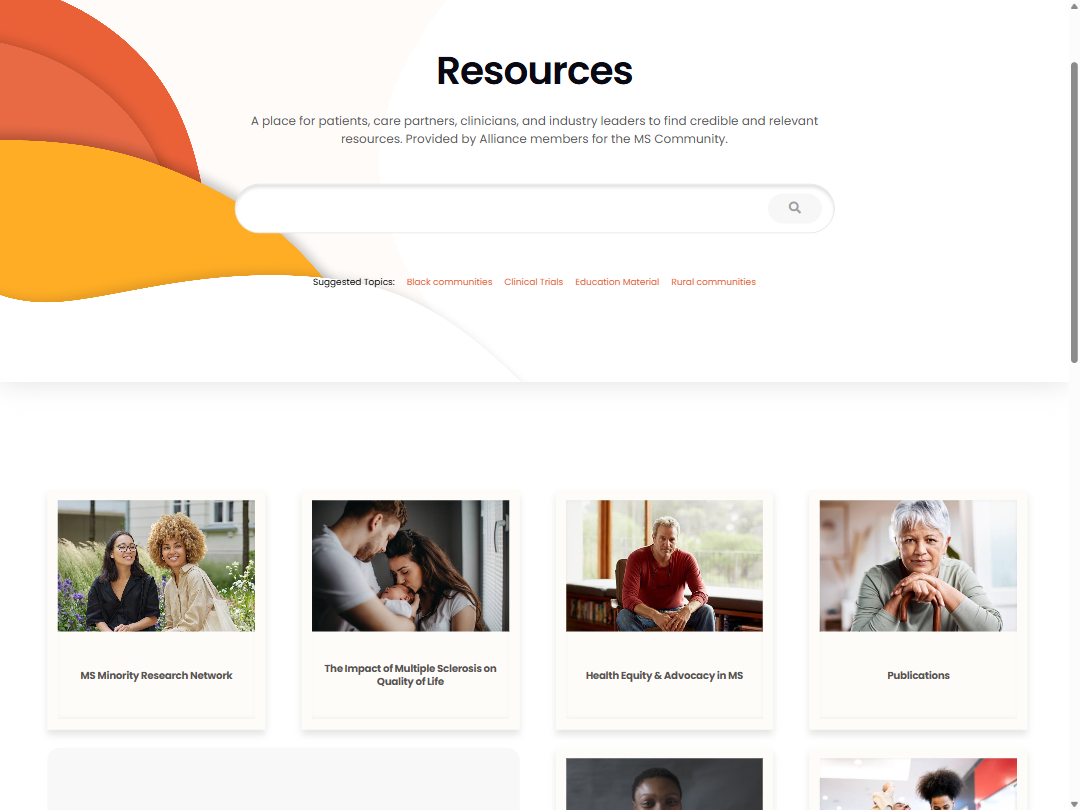 Resources
A place for patients, care partners, clinicians, and industry leaders to find credible and relevant
resources. Provided by Alliance members for the MS Community.
Suggested Topics: Black communities Clinical Trials Education Material Rural communities
MS Minority Research Network
The Impact of Multiple Sclerosis on
Quality of Life
Health Equity & Advocacy in MS
Publications